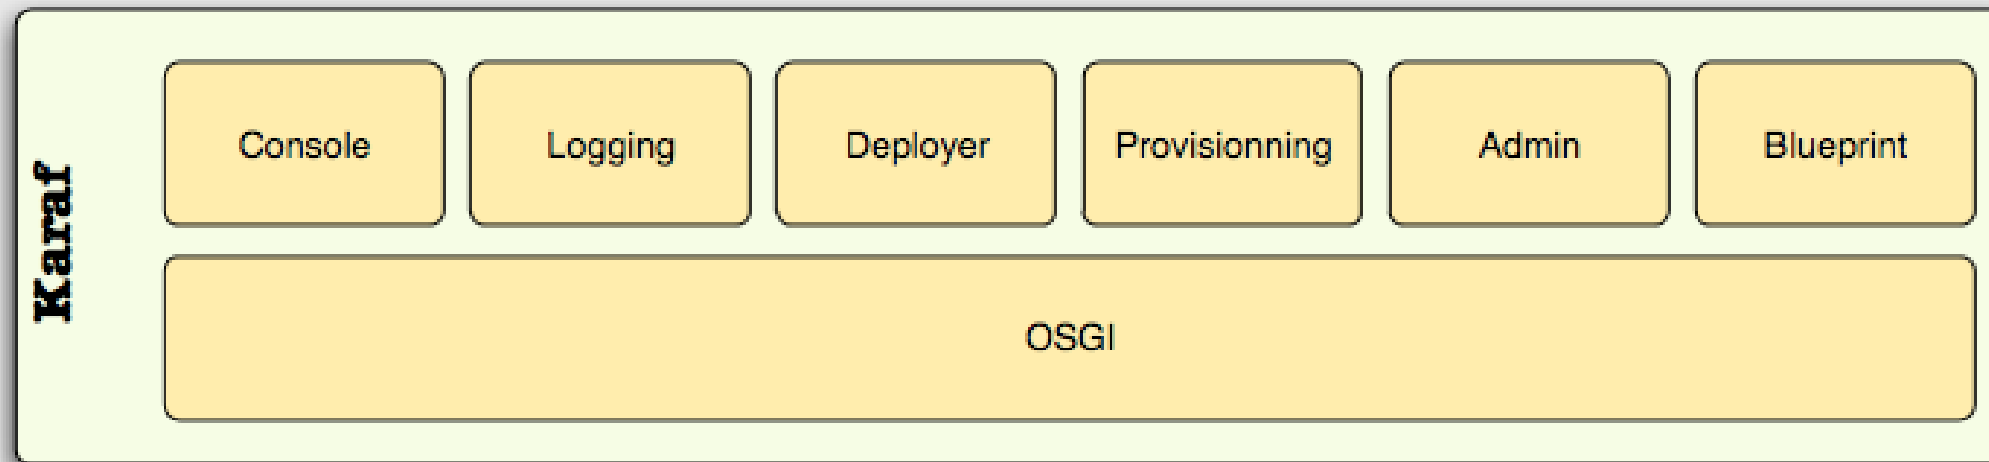 Karaf
Console
Logging
Deployer
Provisionning
Admin
Blueprint
OSGI